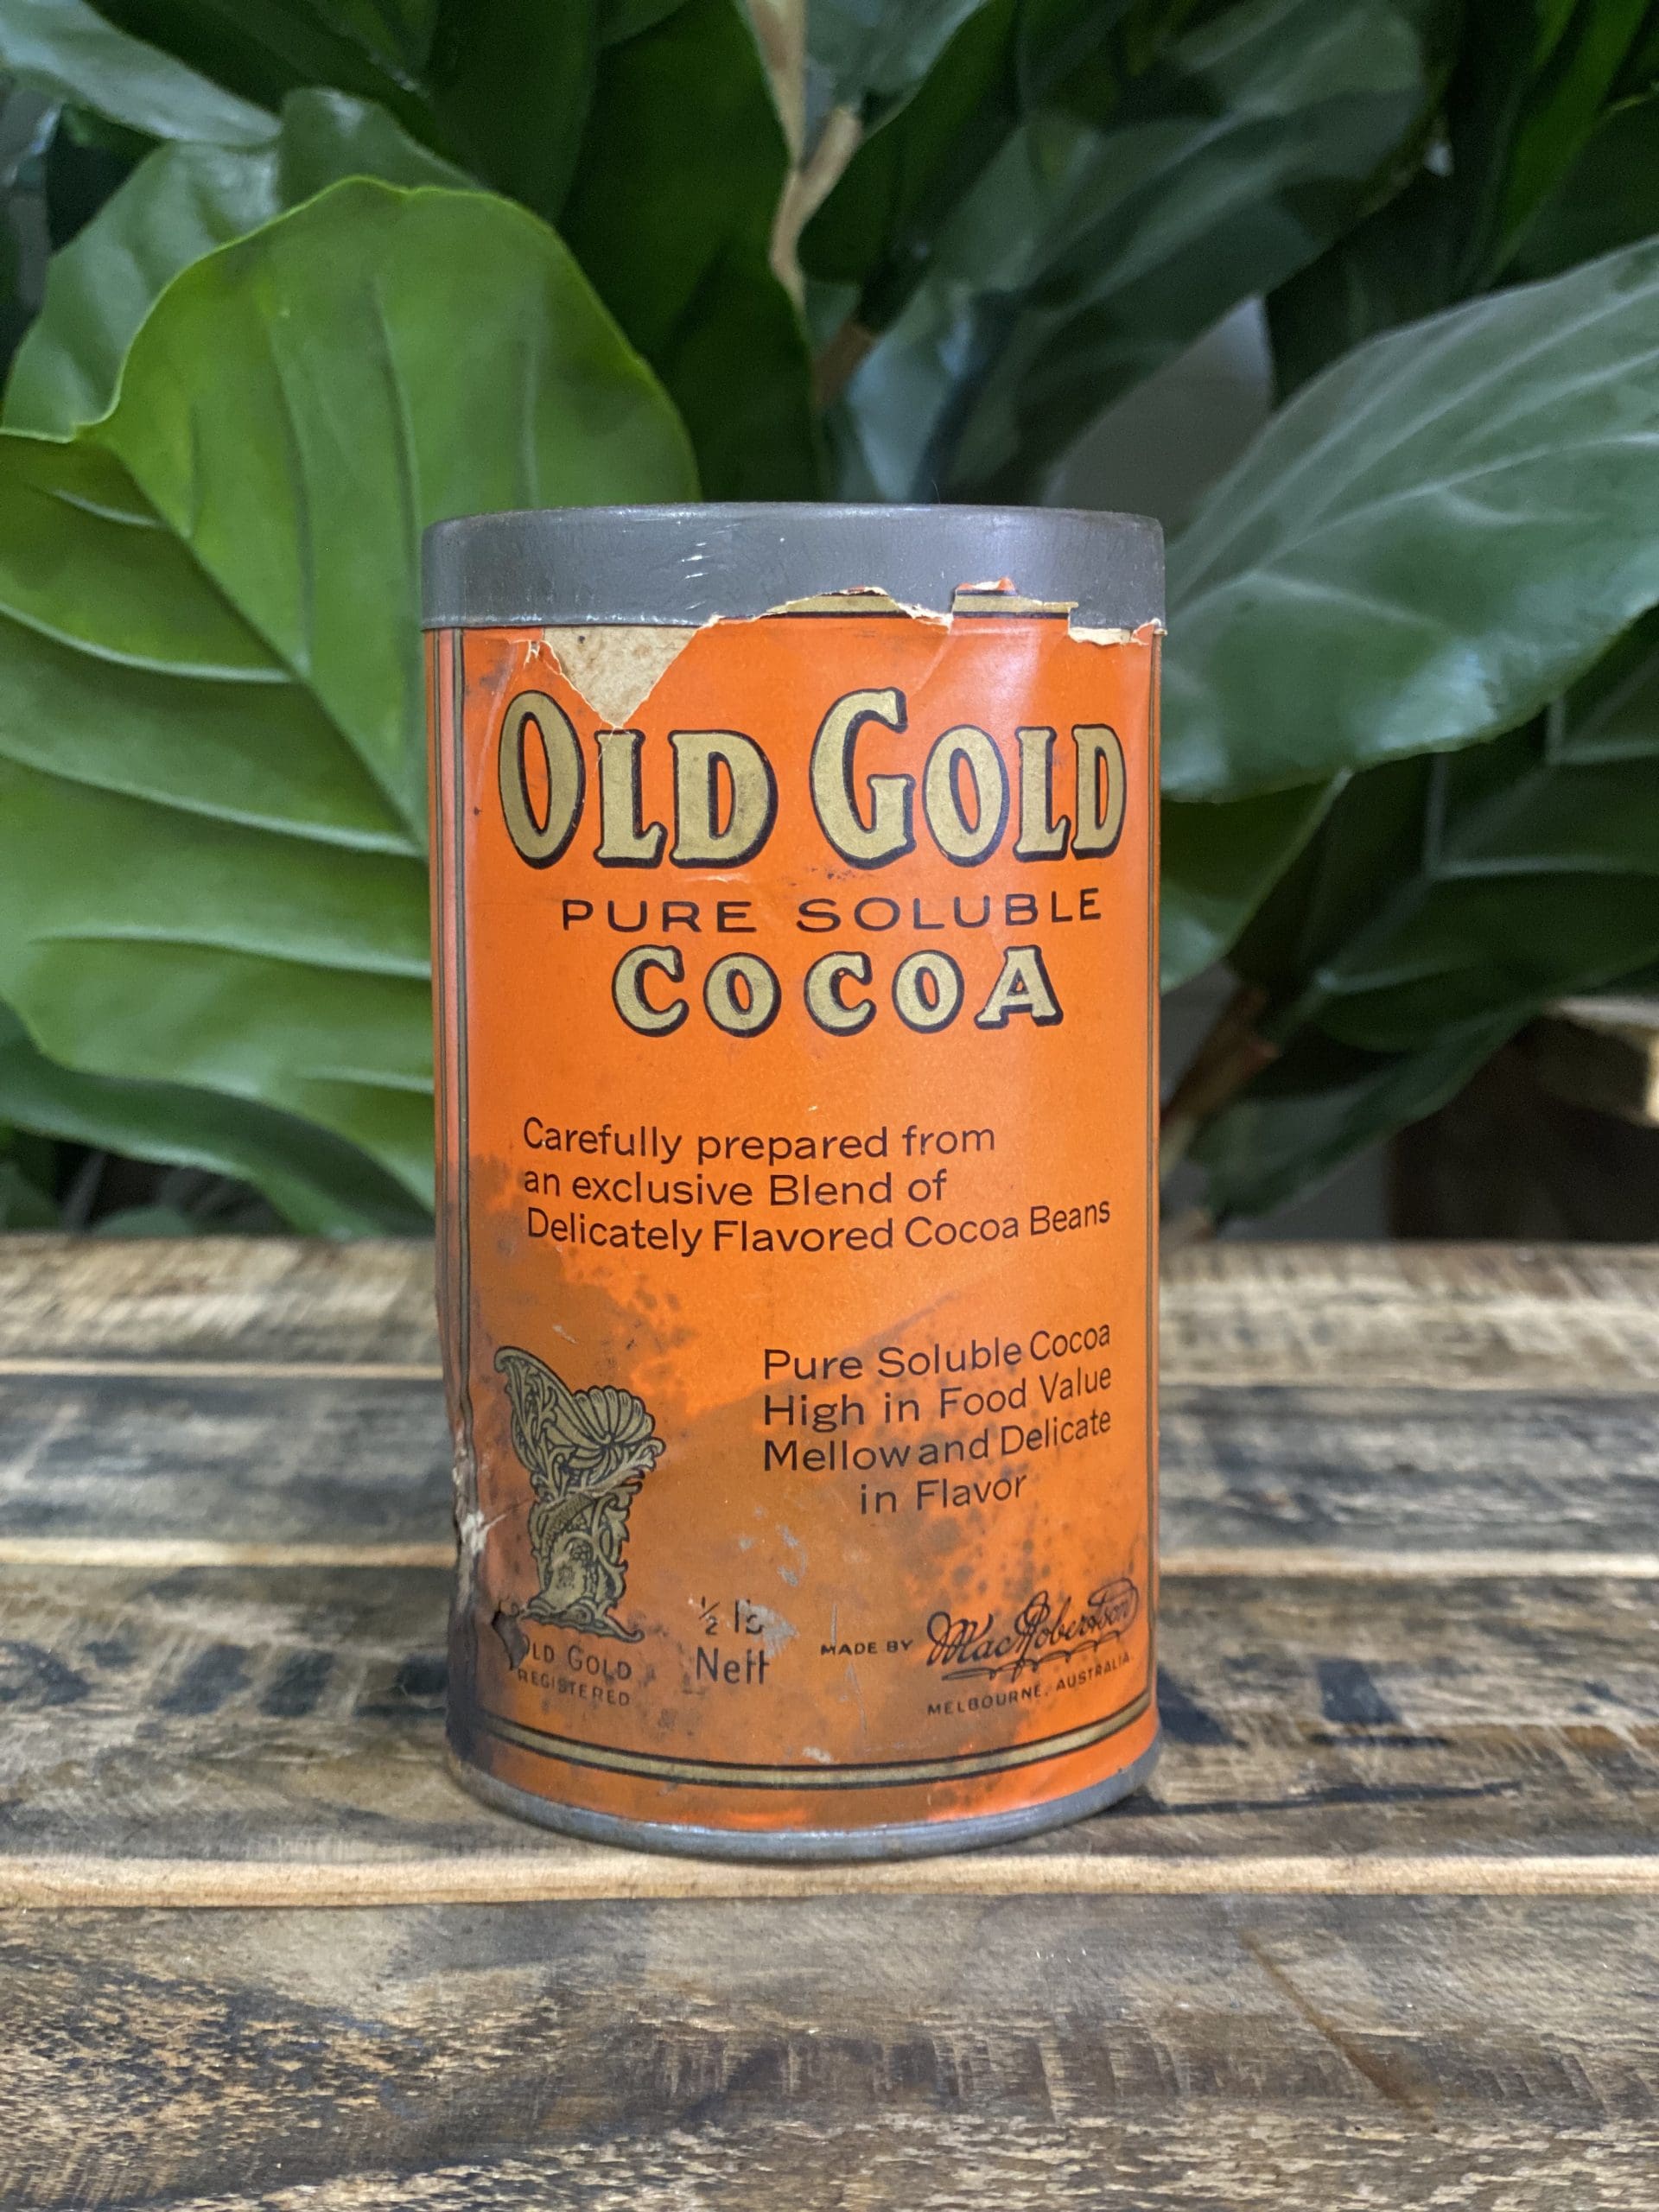 OLD GOLD
PURE SOLUBLE
COCOA
Carefully prepared from
an exclusive Blend of
Delicately Flavored Cocoa Beans
Pure Soluble Cocoa
High in Food Value
Mellow and Delicate
in Flavor
OLD GOLD
REGISTERED
½ lb
Nett
MADE BY MacRobertson
MELBOURNE, AUSTRALIA.